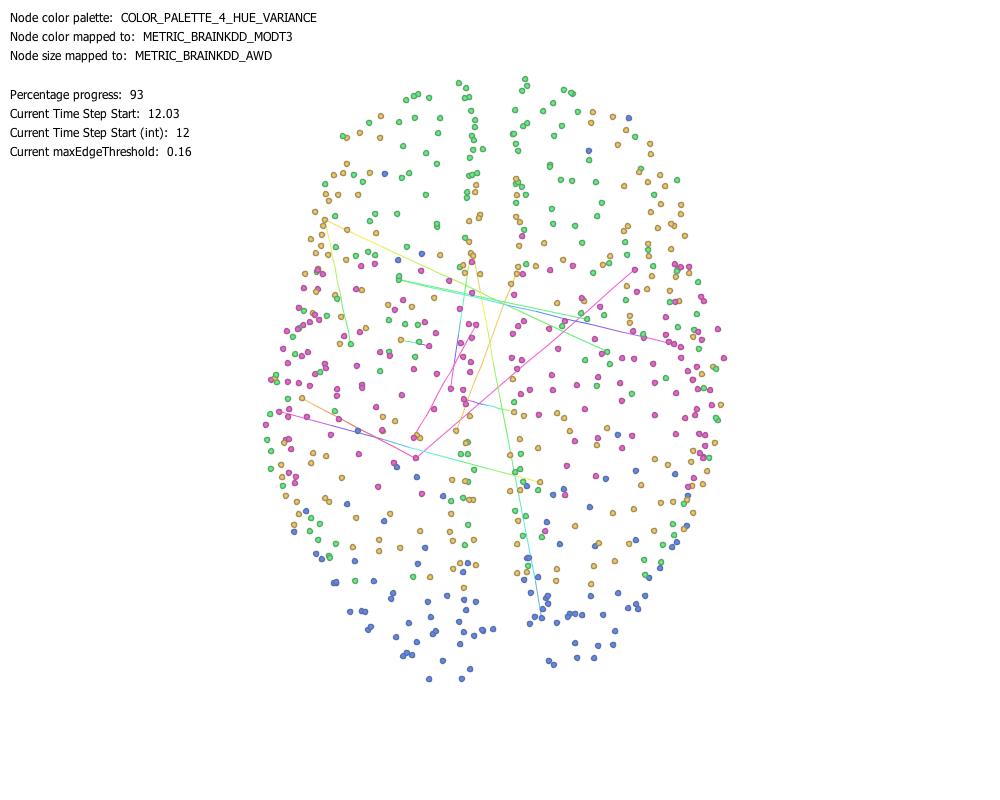 Node color palette:  COLOR_PALETTE_4_HUE_VARIANCE
Node color mapped to:  METRIC_BRAINKDD_MODT3
Node size mapped to:  METRIC_BRAINKDD_AWD
Percentage progress:  93
Current Time Step Start:  12.03
Current Time Step Start (int):  12
Current maxEdgeThreshold:  0.16